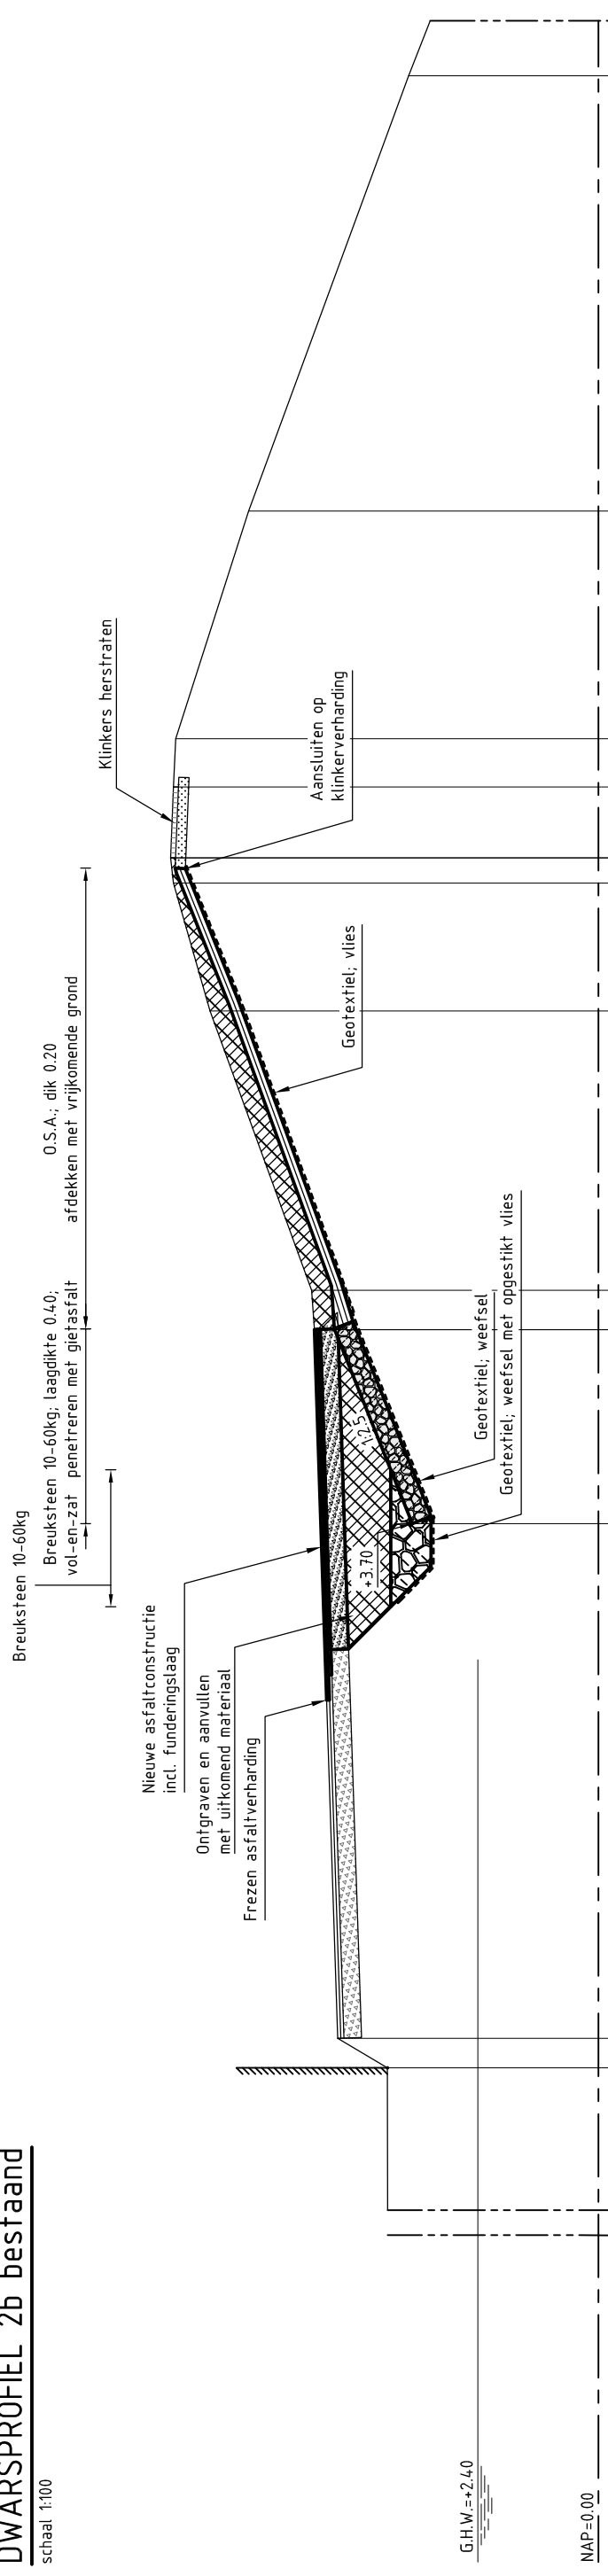 DWARSPROFIEL 2b bestaand
schaal 1:100
Breuksteen 10-60kg
Breuksteen 10-60kg; laagdikte 0.40;
vol-en-zat penetreren met gietasfalt
O.S.A.; dik 0.20
afdekken met vrijkomende grond
Klinkers herstraten
Nieuwe asfaltconstructie
incl. funderingslaag
Ontgraven en aanvullen
met uitkomend materiaal
Frezen asfaltverharding
Aansluiten op
klinkerverharding
Geotextiel; vlies
1:2.5
+3.70
Geotextiel; weefsel
Geotextiel; weefsel met opgestikt vlies
G.H.W.=+2.40
NAP=0.00